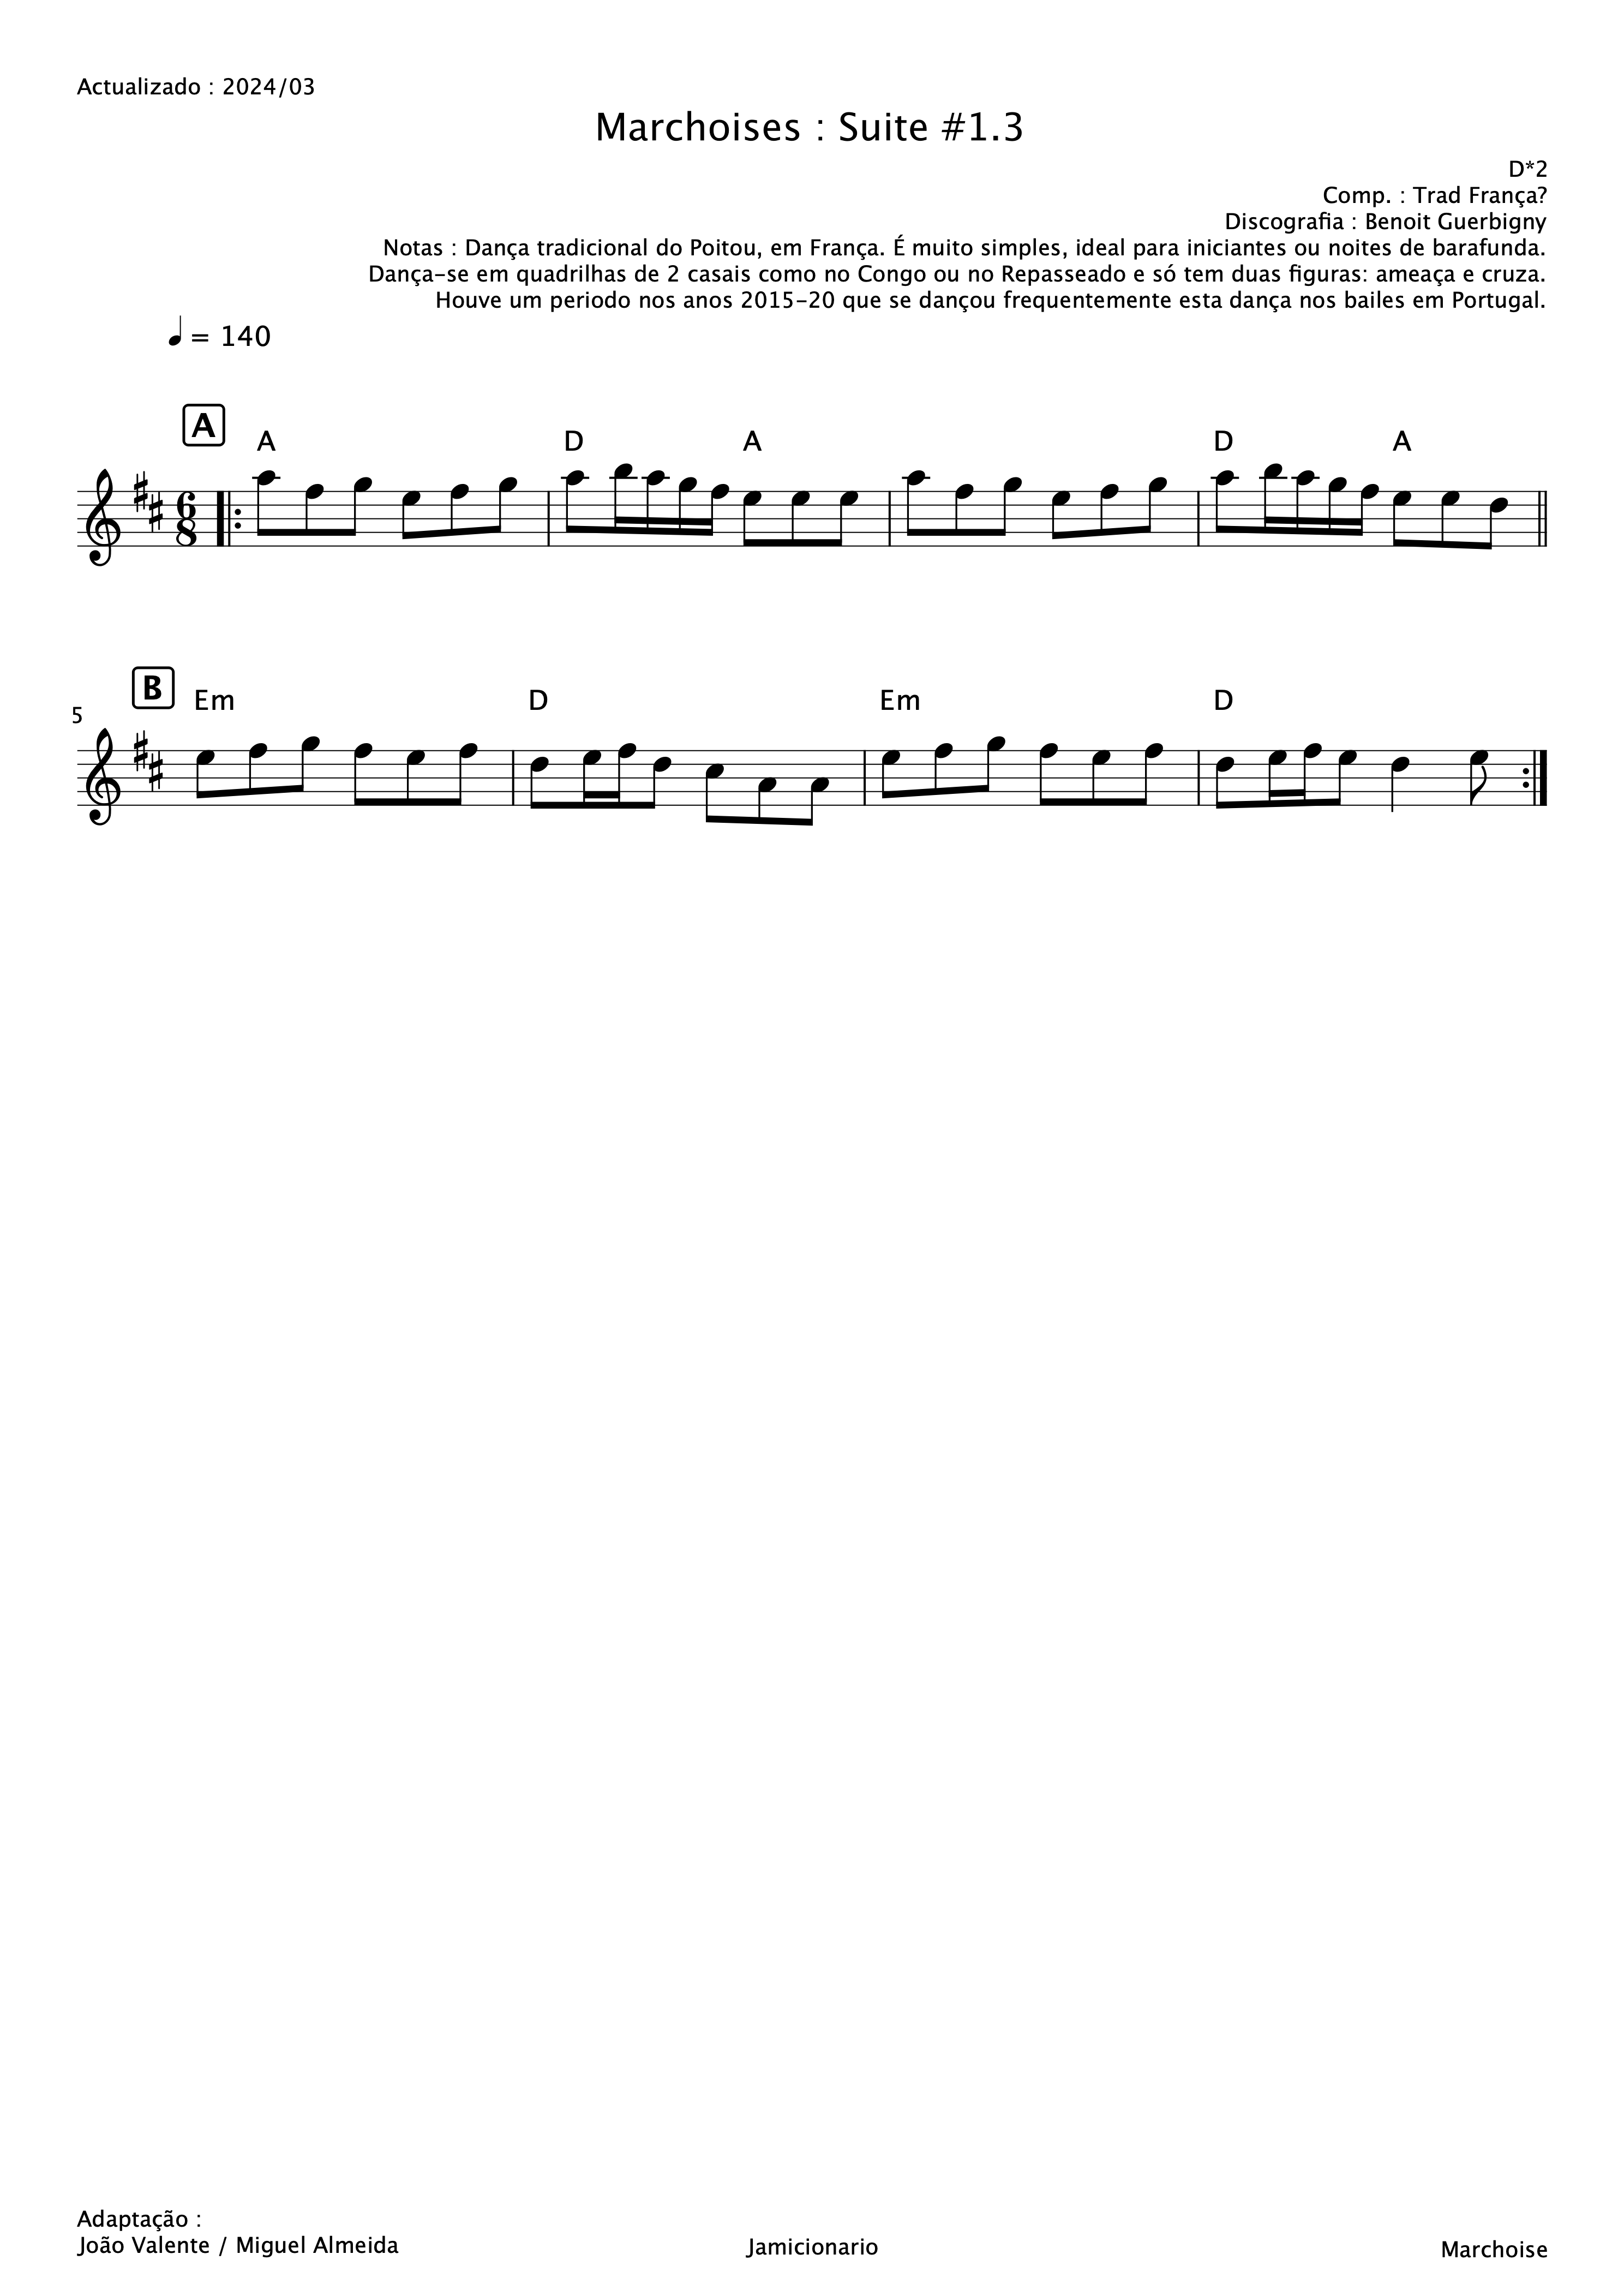 Actualizado : 2024/03
Marchoises : Suite #1.3
D*2
Comp. : Trad França?
Discografia : Benoit Guerbigny
Notas : Dança tradicional do Poitou, em França. É muito simples, ideal para iniciantes ou noites de barafunda.
Dança-se em quadrilhas de 2 casais como no Congo ou no Repasseado e só tem duas figuras: ameaça e cruza.
Houve um periodo nos anos 2015-20 que se dançou frequentemente esta dança nos bailes em Portugal.
= 140
A
A D A D A
6
8
B
Em D Em D
5
Adaptação :
João Valente / Miguel Almeida
Jamicionario
Marchoise